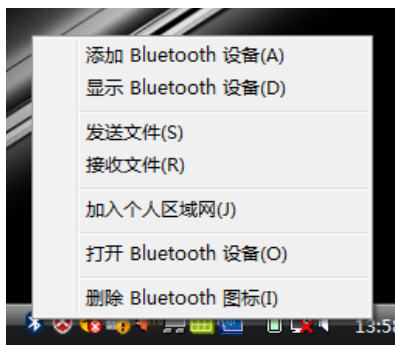 添加 Bluetooth 设备(A)
显示 Bluetooth 设备(D)
发送文件(S)
接收文件(R)
加入个人区域网(J)
打开 Bluetooth 设备(O)
删除 Bluetooth 图标(I)
13:58